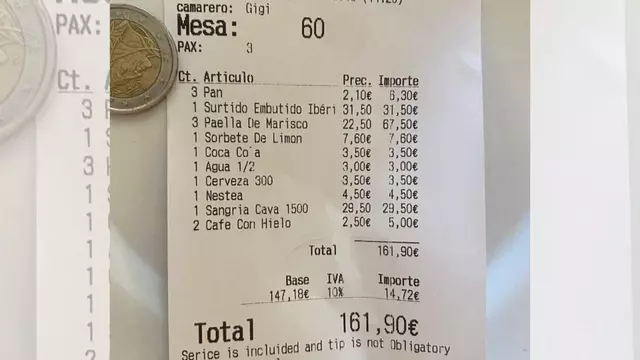 camarero: Gigi
Mesa: 60
PAX: 3
Ct. Articulo Prec. Importe
3 Pan 2,10€ 6,30€
1 Surtido Embutido Ibéri 31,50 31,50€
3 Paella De Marisco 22,50 67,50€
1 Sorbete De Limon 7,60€ 7,60€
1 Coca Co´a 3,50€ 3,50€
1 Agua 1/2 3,00€ 3,00€
1 Cerveza 300 3,50€ 3,50€
1 Nestea 4,50€ 4,50€
1 Sangria Cava 1500 29,50 29,50€
2 Cafe Con Hielo 2,50€ 5,00€
Total 161,90€
Base IVA Importe
147,18€ 10% 14,72€
Total 161,90€
Serice is incluided and tip is not Obligatory